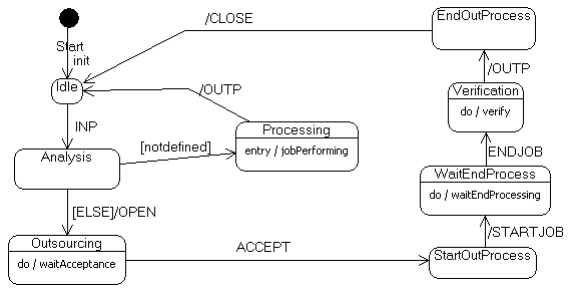 /CLOSE
EndOutProcess
Start
init
/OUTP
/OUTP
Idle
Verification
do / verify
INP
Processing
entry / jobPerforming
[notdefined]
Analysis
ENDJOB
WaitEndProcess
do / waitEndProcessing
[ELSE]/OPEN
/STARTJOB
Outsourcing
do / waitAcceptance
ACCEPT
StartOutProcess